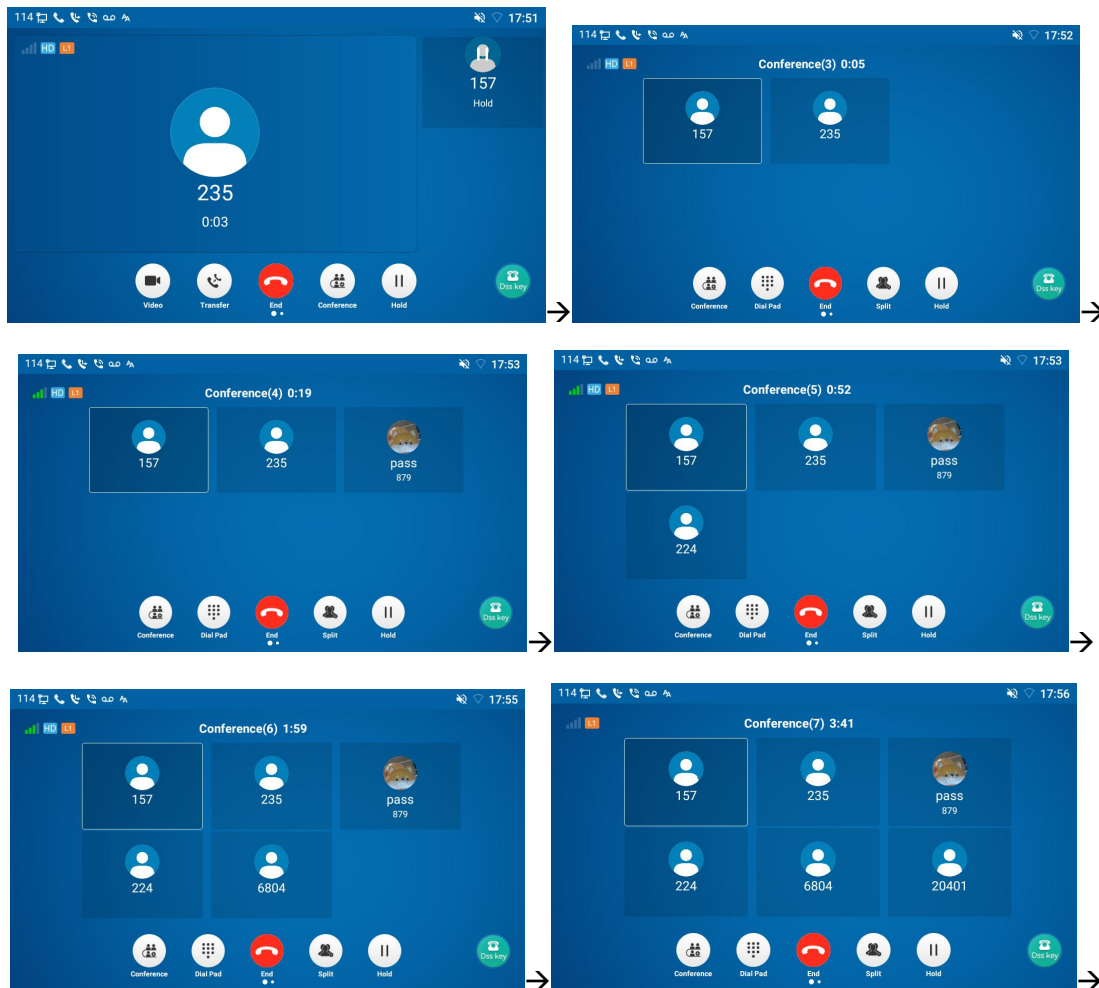 114 17:51
HD L1
157
Hold
235
0:03
Video Transfer End Conference Hold
Dss key
→
114 17:52
HD L1 Conference(3) 0:05
157 235
Conference Dial Pad End Split Hold
Dss key
→
114 17:53
HD L1 Conference(4) 0:19
157 235 pass
879
Conference Dial Pad End Split Hold
Dss key
→
114 17:53
HD L1 Conference(5) 0:52
157 235 pass
879
224
Conference Dial Pad End Split Hold
Dss key
→
114 17:55
HD L1 Conference(6) 1:59
157 235 pass
879
224 6804
Conference Dial Pad End Split Hold
Dss key
→
114 17:56
L1 Conference(7) 3:41
157 235 pass
879
224 6804 20401
Conference Dial Pad End Split Hold
Dss key
→